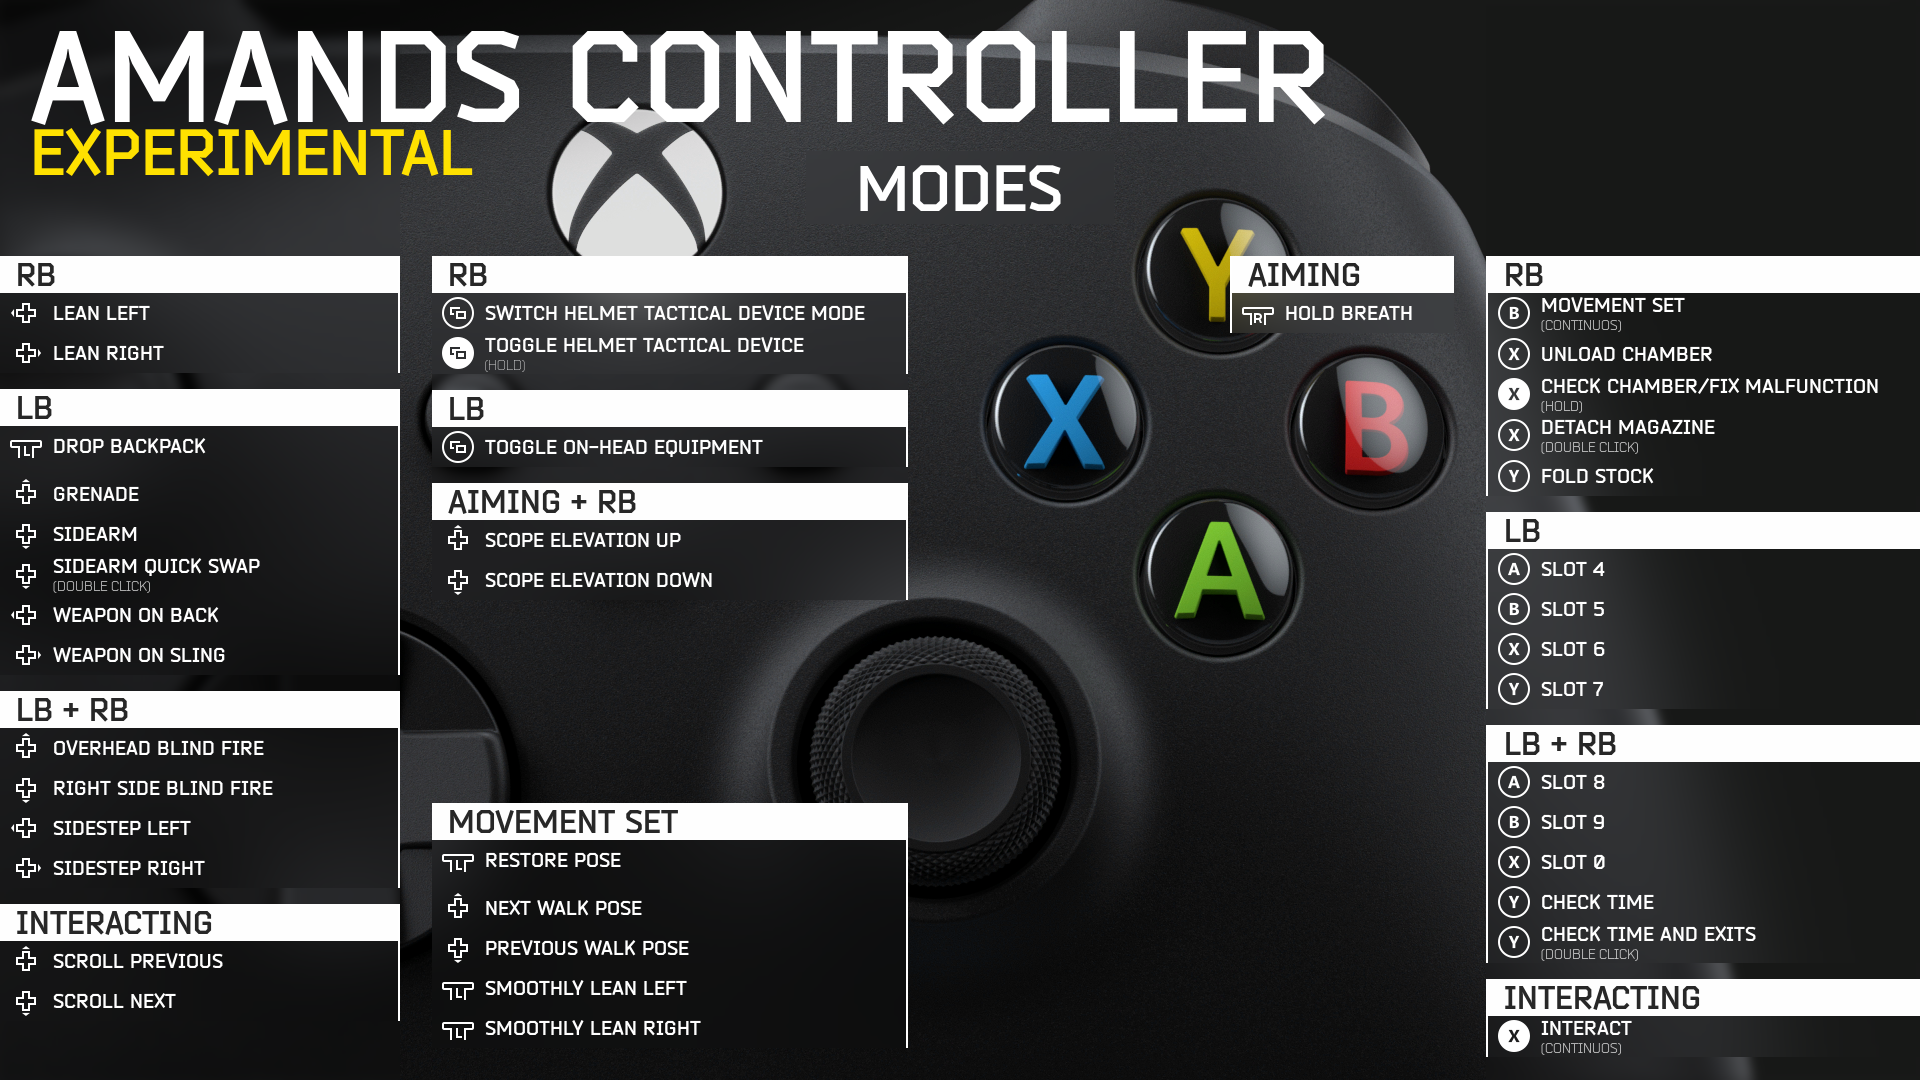 AMANDS CONTROLLER
EXPERIMENTAL
MODES
RB
LEAN LEFT
LEAN RIGHT
LB
DROP BACKPACK
GRENADE
SIDEARM
SIDEARM QUICK SWAP
(DOUBLE CLICK)
WEAPON ON BACK
WEAPON ON SLING
LB + RB
OVERHEAD BLIND FIRE
RIGHT SIDE BLIND FIRE
SIDESTEP LEFT
SIDESTEP RIGHT
INTERACTING
SCROLL PREVIOUS
SCROLL NEXT
RB
SWITCH HELMET TACTICAL DEVICE MODE
TOGGLE HELMET TACTICAL DEVICE
(HOLD)
LB
TOGGLE ON-HEAD EQUIPMENT
AIMING + RB
SCOPE ELEVATION UP
SCOPE ELEVATION DOWN
MOVEMENT SET
L RESTORE POSE
NEXT WALK POSE
PREVIOUS WALK POSE
L SMOOTHLY LEAN LEFT
L SMOOTHLY LEAN RIGHT
Y
X
B
A
AIMING
R HOLD BREATH
RB
B MOVEMENT SET
(CONTINUOS)
X UNLOAD CHAMBER
X CHECK CHAMBER/FIX MALFUNCTION
(HOLD)
X DETACH MAGAZINE
(DOUBLE CLICK)
Y FOLD STOCK
LB
A SLOT 4
B SLOT 5
X SLOT 6
Y SLOT 7
LB + RB
A SLOT 8
B SLOT 9
X SLOT 0
Y CHECK TIME
Y CHECK TIME AND EXITS
(DOUBLE CLICK)
INTERACTING
X INTERACT
(CONTINUOS)